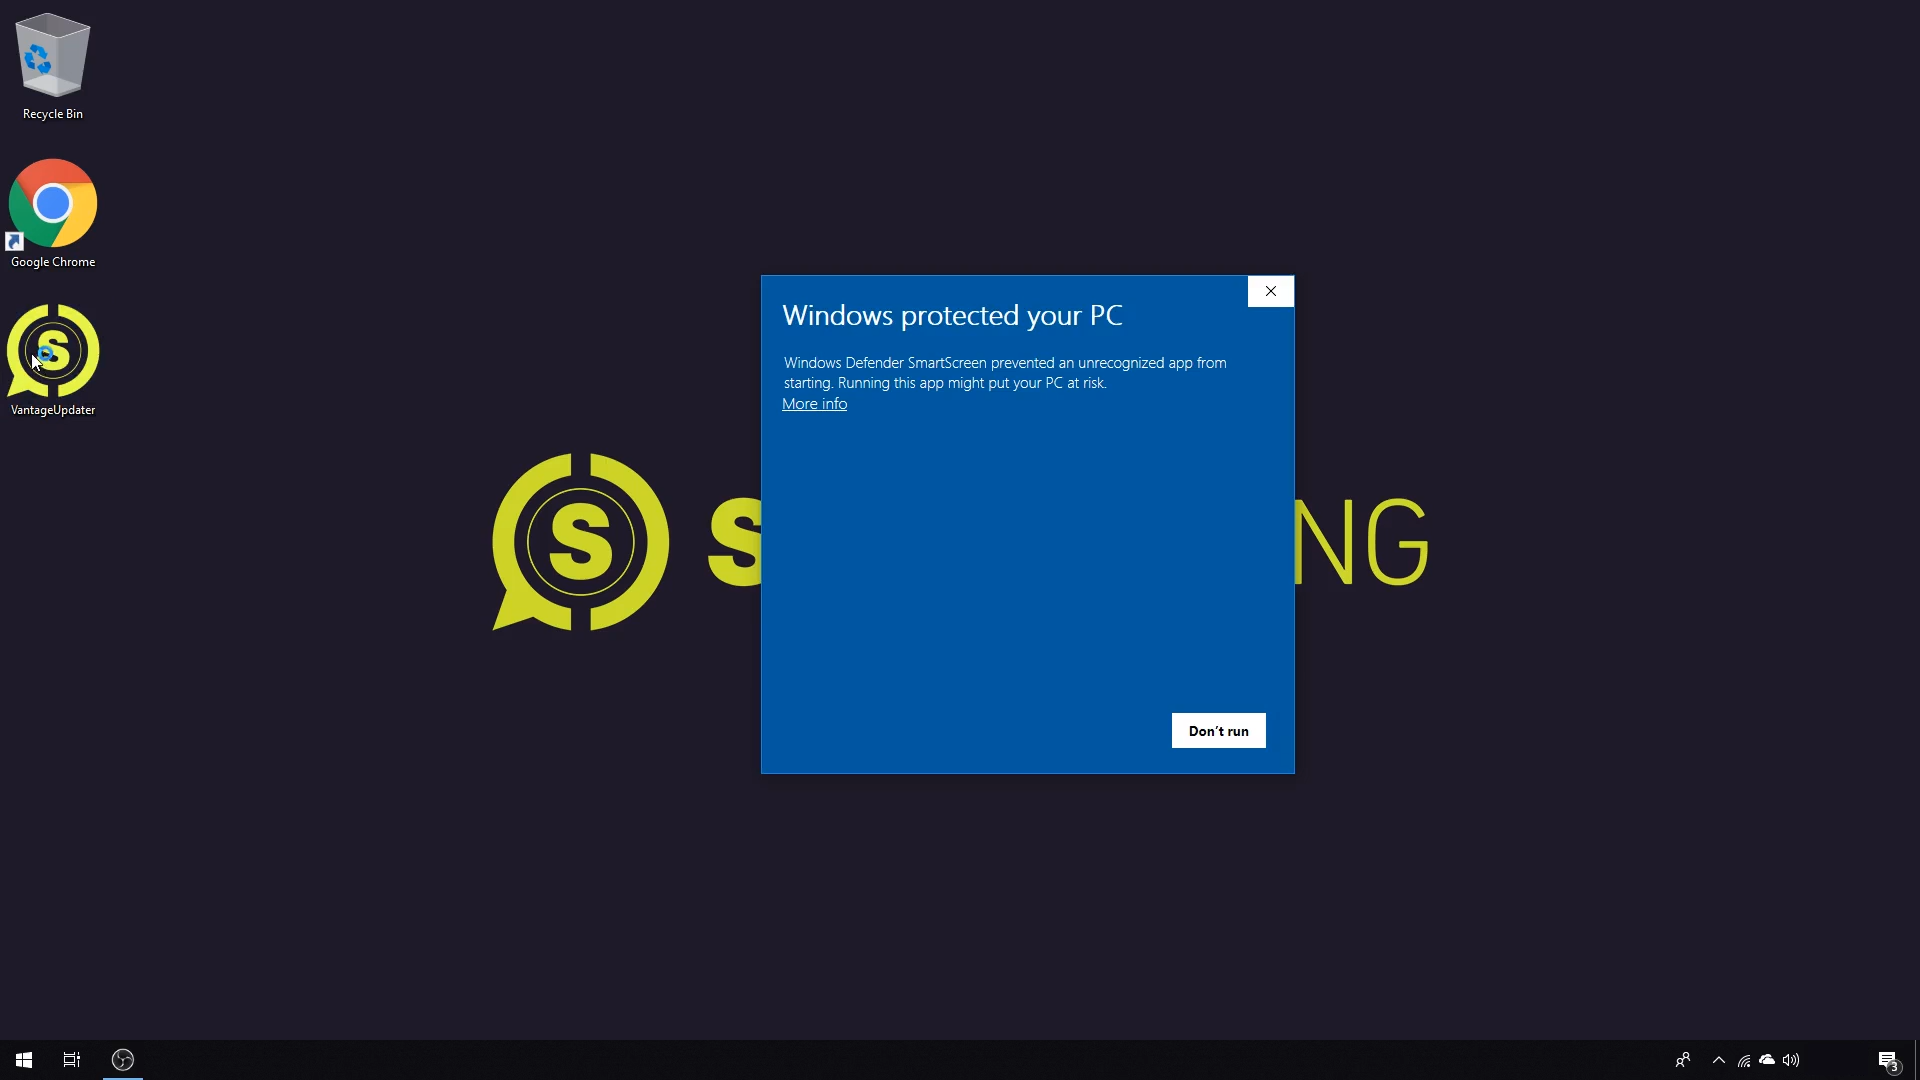 Recycle Bin
Google Chrome
S
VantageUpdater
Windows protected your PC
Windows Defender SmartScreen prevented an unrecognized app from
starting. Running this app might put your PC at risk.
More info
Don't run
S
S
NG
3